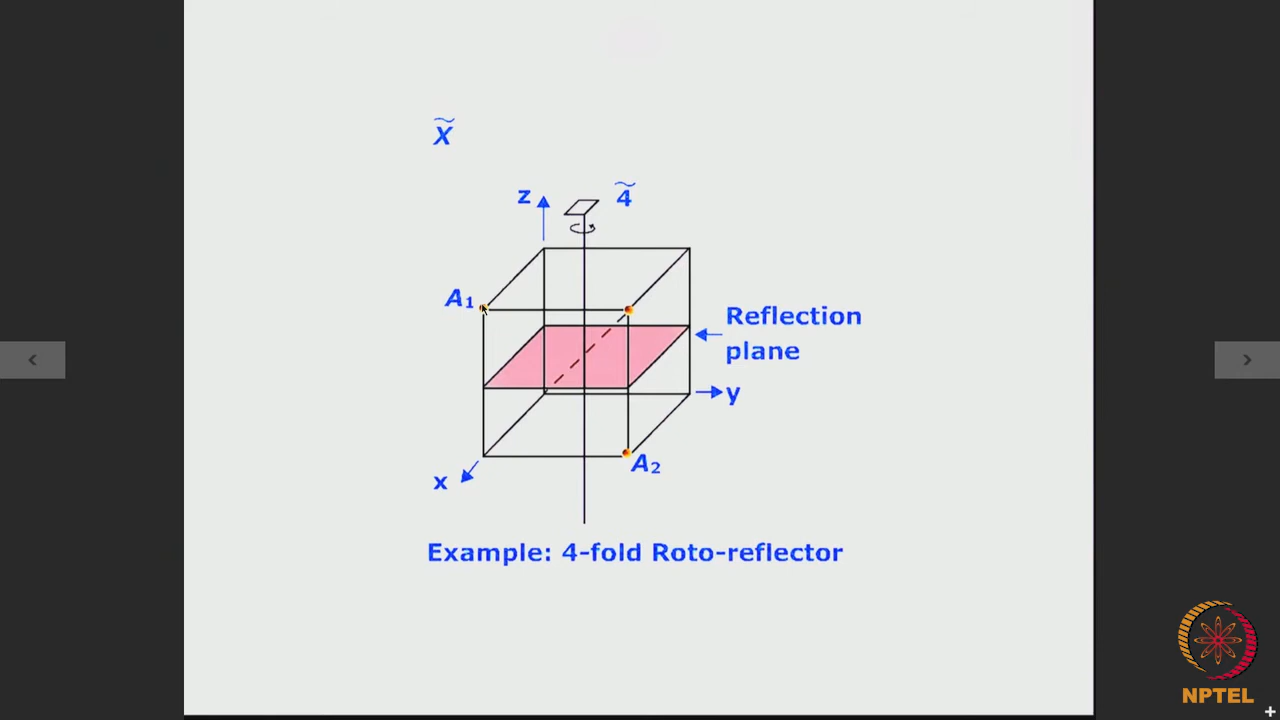 X̃
z
4̃
A₁
Reflection
plane
y
A₂
x
Example: 4-fold Roto-reflector
NPTEL